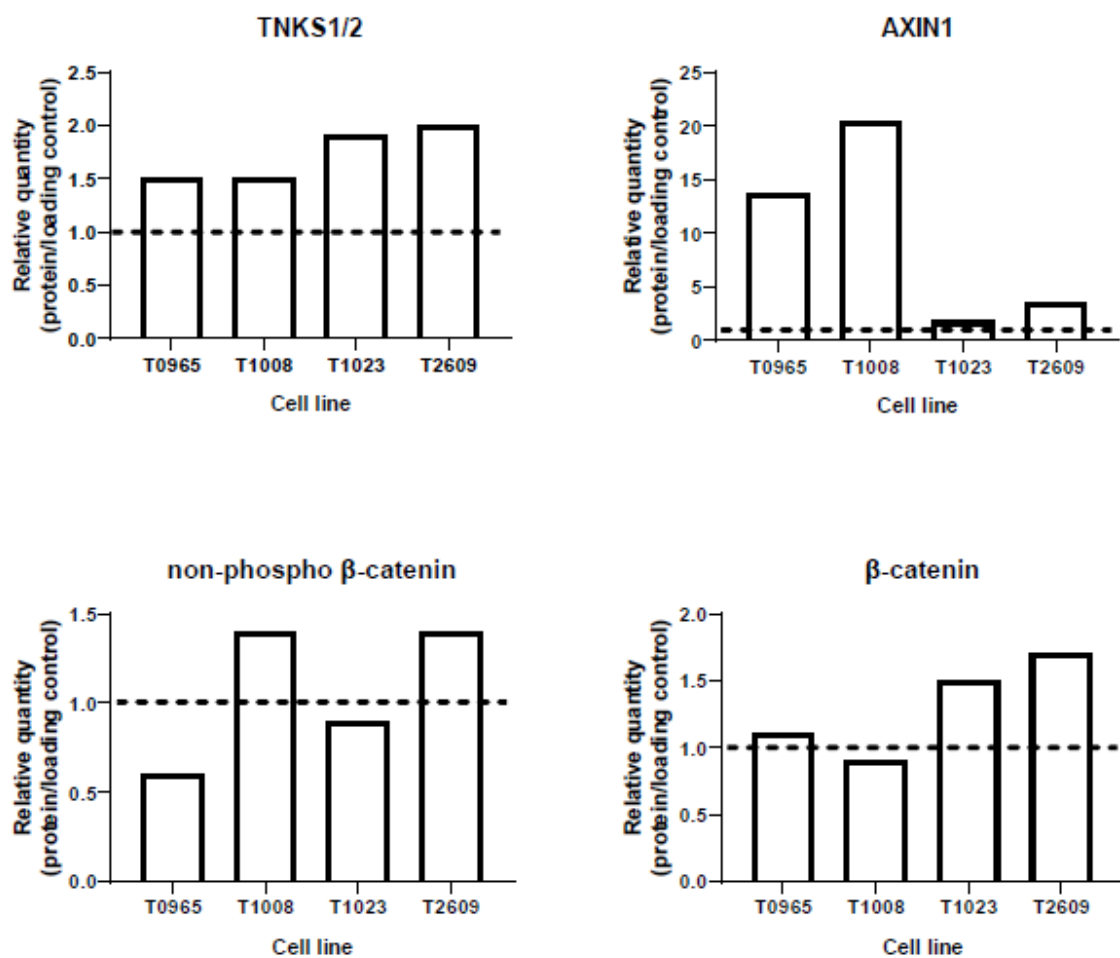 TNKS1/2
Relative quantity
(protein/loading control)
2.5
2.0
1.5
1.0
0.5
0.0
T0965 T1008 T1023 T2609
Cell line
AXIN1
Relative quantity
(protein/loading control)
25
20
15
10
5
0
T0965 T1008 T1023 T2609
Cell line
non-phospho β-catenin
Relative quantity
(protein/loading control)
1.5
1.0
0.5
0.0
T0965 T1008 T1023 T2609
Cell line
β-catenin
Relative quantity
(protein/loading control)
2.0
1.5
1.0
0.5
0.0
T0965 T1008 T1023 T2609
Cell line